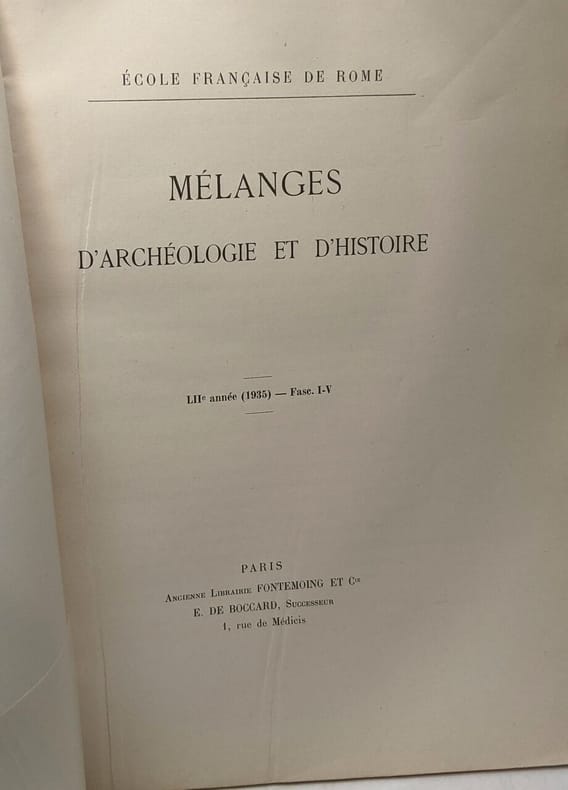 ÉCOLE FRANÇAISE DE ROME
MÉLANGES
D'ARCHÉOLOGIE ET D'HISTOIRE
LIIe année (1935) — Fasc. I-V
PARIS
Ancienne Librairie FONTEMOING ET Cie
E. DE BOCCARD, Successeur
1, rue de Médicis